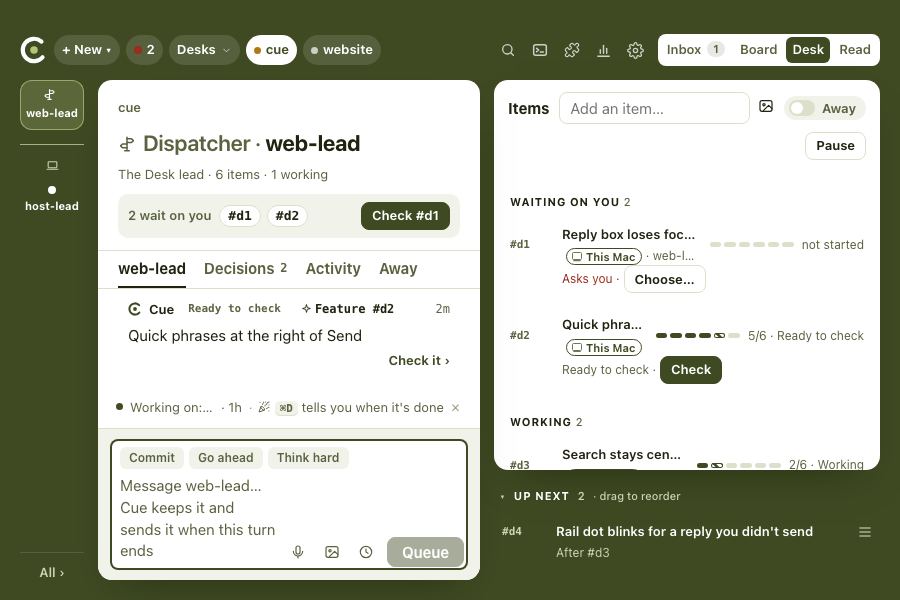 + New ▾
2
Desks
cue
website
Inbox 1
Board
Desk
Read
web-lead
host-lead
All ›
cue
Dispatcher · web-lead
The Desk lead · 6 items · 1 working
2 wait on you #d1 #d2 Check #d1
web-lead Decisions 2 Activity Away
Cue Ready to check Feature #d2 2m
Quick phrases at the right of Send
Check it ›
Working on:... · 1h · ⌘D tells you when it's done ×
Commit Go ahead Think hard
Message web-lead...
Cue keeps it and
sends it when this turn
ends
Queue
Items Add an item... Away
Pause
WAITING ON YOU 2
#d1 Reply box loses foc... not started
This Mac · web-l...
Asks you · Choose...
#d2 Quick phra... 5/6 · Ready to check
This Mac
Ready to check · Check
WORKING 2
#d3 Search stays cen... 2/6 · Working
UP NEXT 2 · drag to reorder
#d4 Rail dot blinks for a reply you didn't send
After #d3